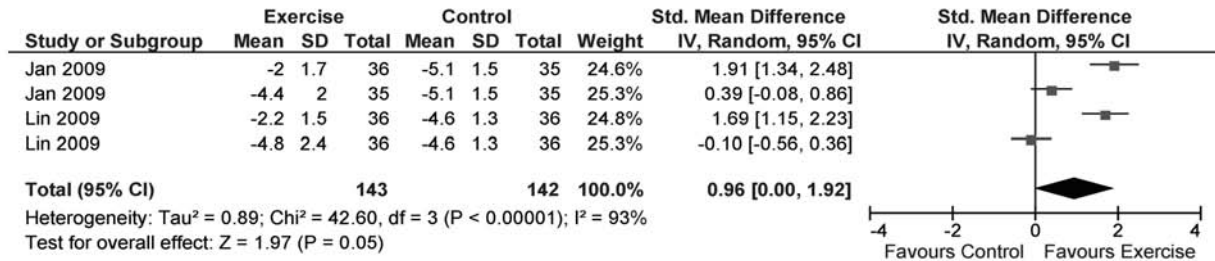 Exercise Control Std. Mean Difference Std. Mean Difference
Study or Subgroup Mean SD Total Mean SD Total Weight IV, Random, 95% CI IV, Random, 95% CI
Jan 2009 -2 1.7 36 -5.1 1.5 35 24.6% 1.91 [1.34, 2.48]
Jan 2009 -4.4 2 35 -5.1 1.5 35 25.3% 0.39 [-0.08, 0.86]
Lin 2009 -2.2 1.5 36 -4.6 1.3 36 24.8% 1.69 [1.15, 2.23]
Lin 2009 -4.8 2.4 36 -4.6 1.3 36 25.3% -0.10 [-0.56, 0.36]
Total (95% CI) 143 142 100.0% 0.96 [0.00, 1.92]
Heterogeneity: Tau² = 0.89; Chi² = 42.60, df = 3 (P < 0.00001); I² = 93%
Test for overall effect: Z = 1.97 (P = 0.05)
-4 -2 0 2 4
Favours Control Favours Exercise